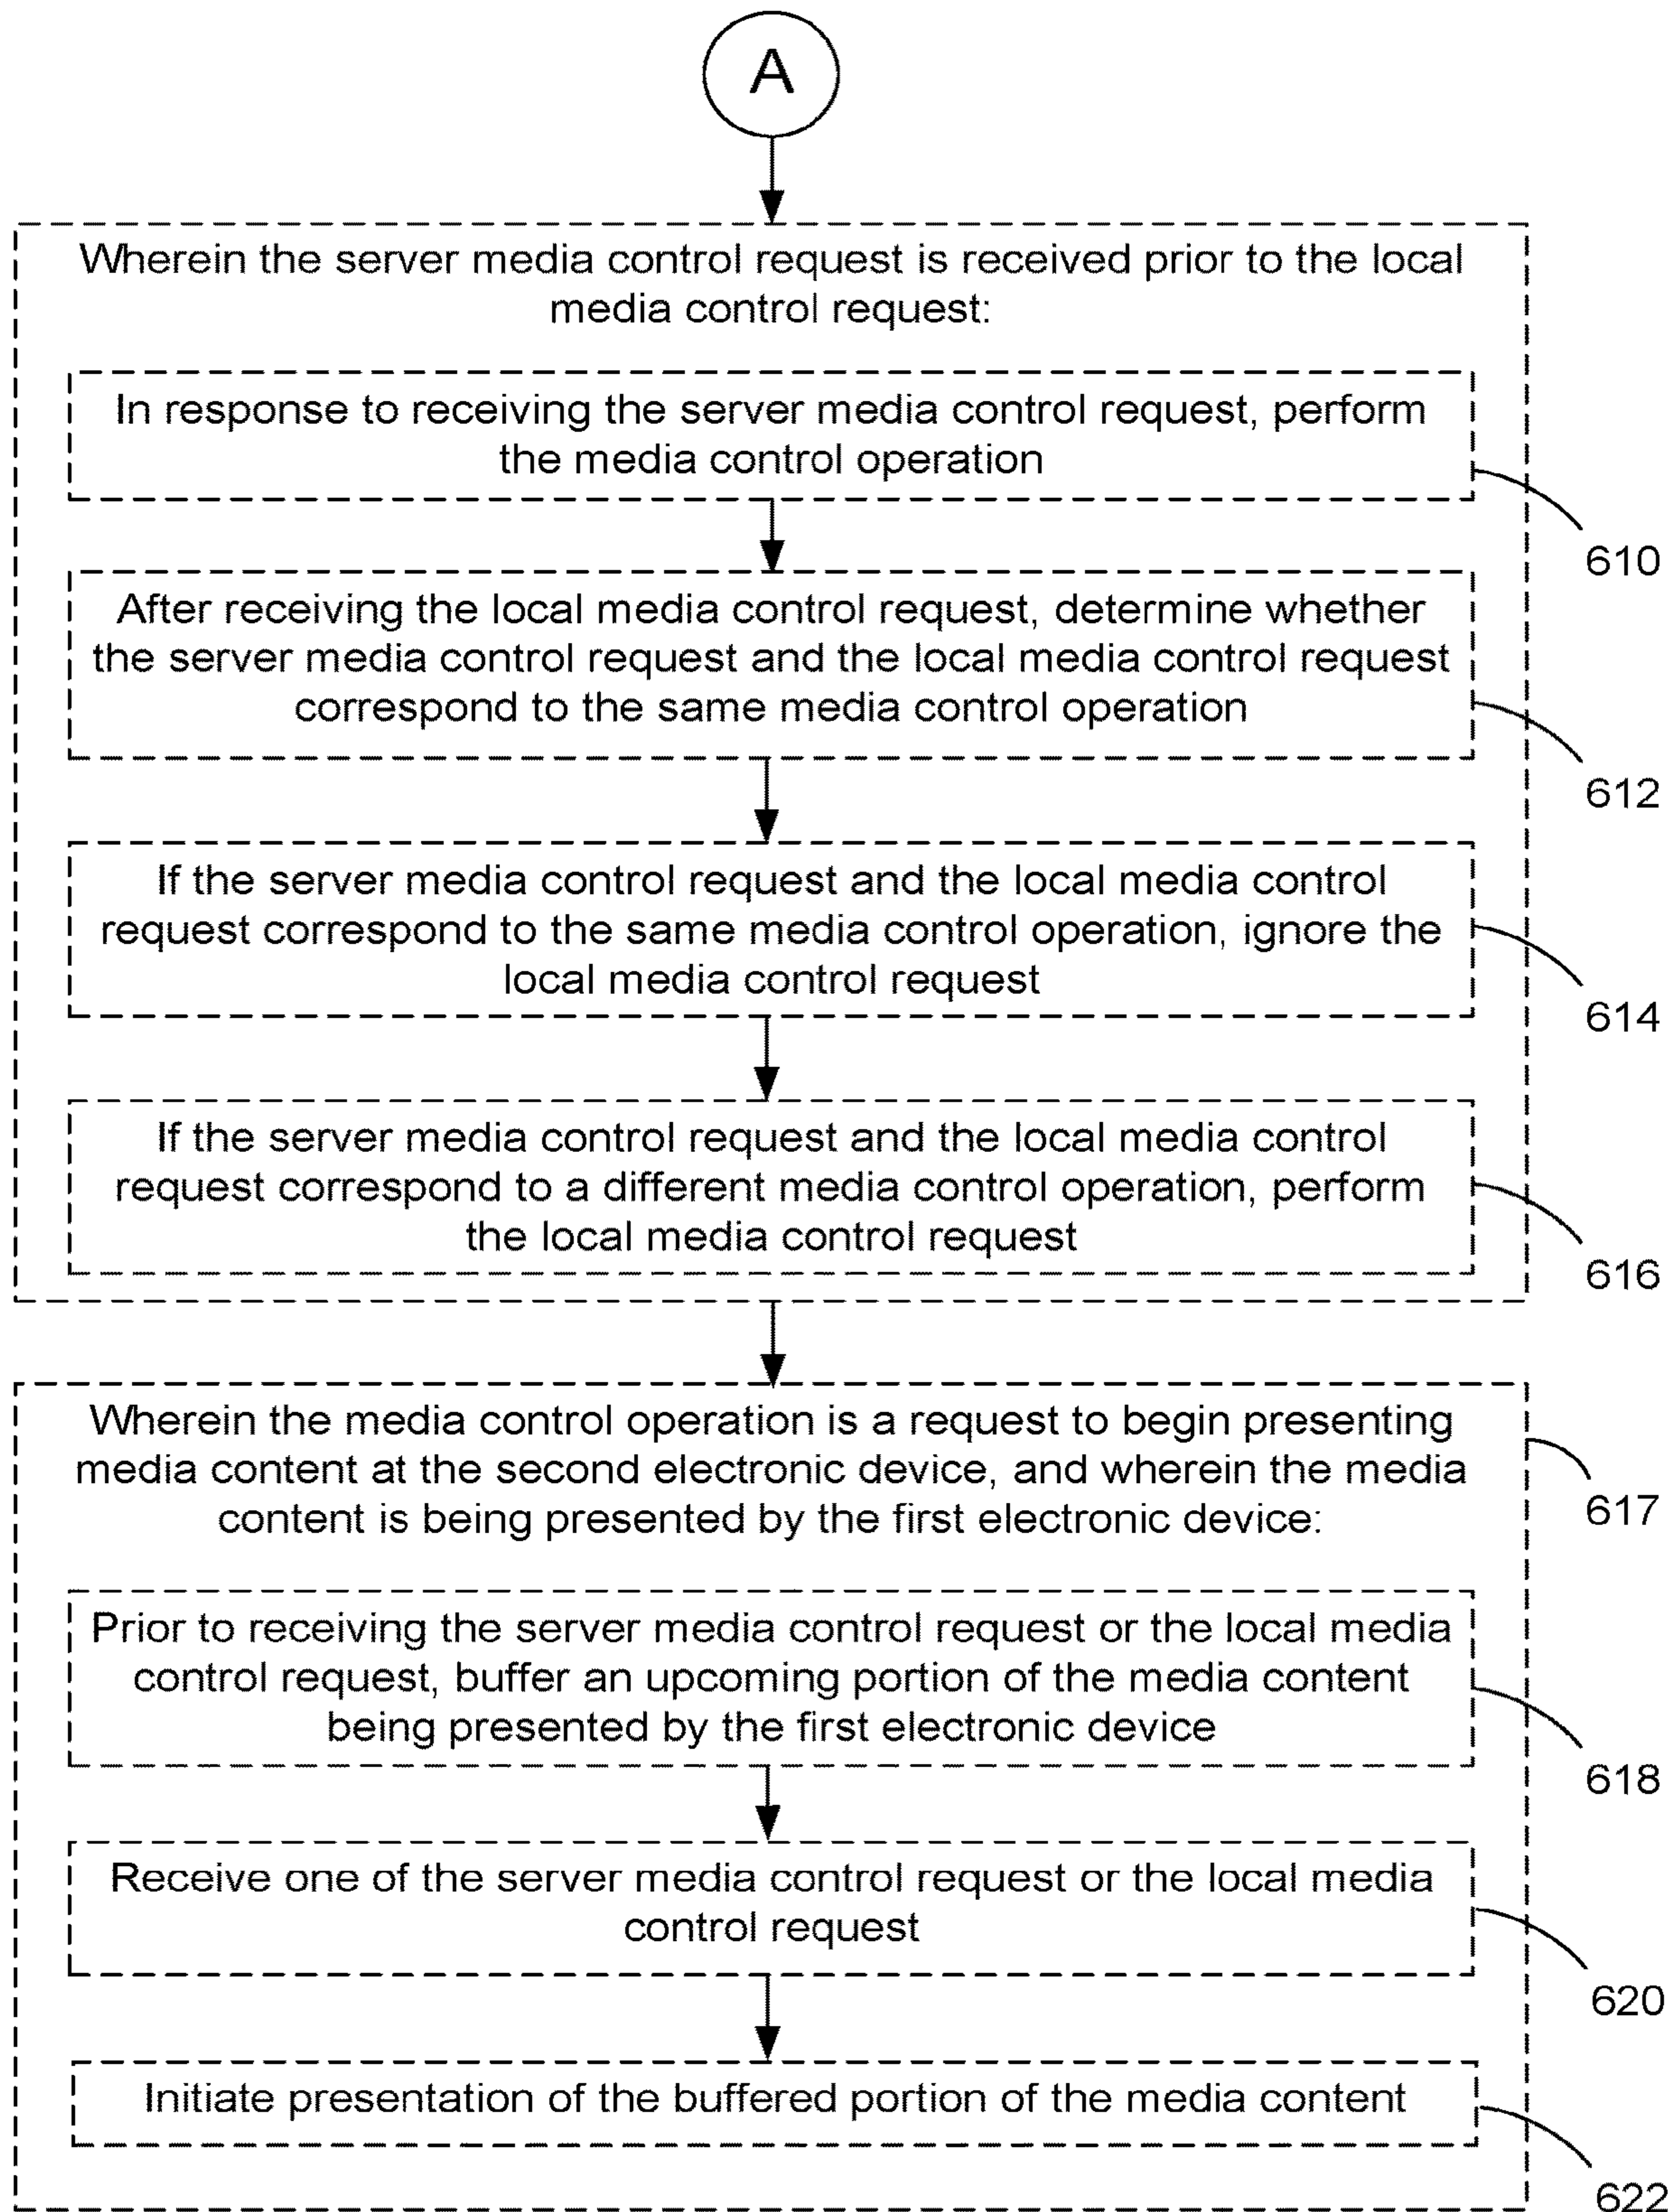 A
Wherein the server media control request is received prior to the local
media control request:
In response to receiving the server media control request, perform
the media control operation
610
After receiving the local media control request, determine whether
the server media control request and the local media control request
correspond to the same media control operation
612
If the server media control request and the local media control
request correspond to the same media control operation, ignore the
local media control request
614
If the server media control request and the local media control
request correspond to a different media control operation, perform
the local media control request
616
Wherein the media control operation is a request to begin presenting
media content at the second electronic device, and wherein the media
content is being presented by the first electronic device:
617
Prior to receiving the server media control request or the local media
control request, buffer an upcoming portion of the media content
being presented by the first electronic device
618
Receive one of the server media control request or the local media
control request
620
Initiate presentation of the buffered portion of the media content
622